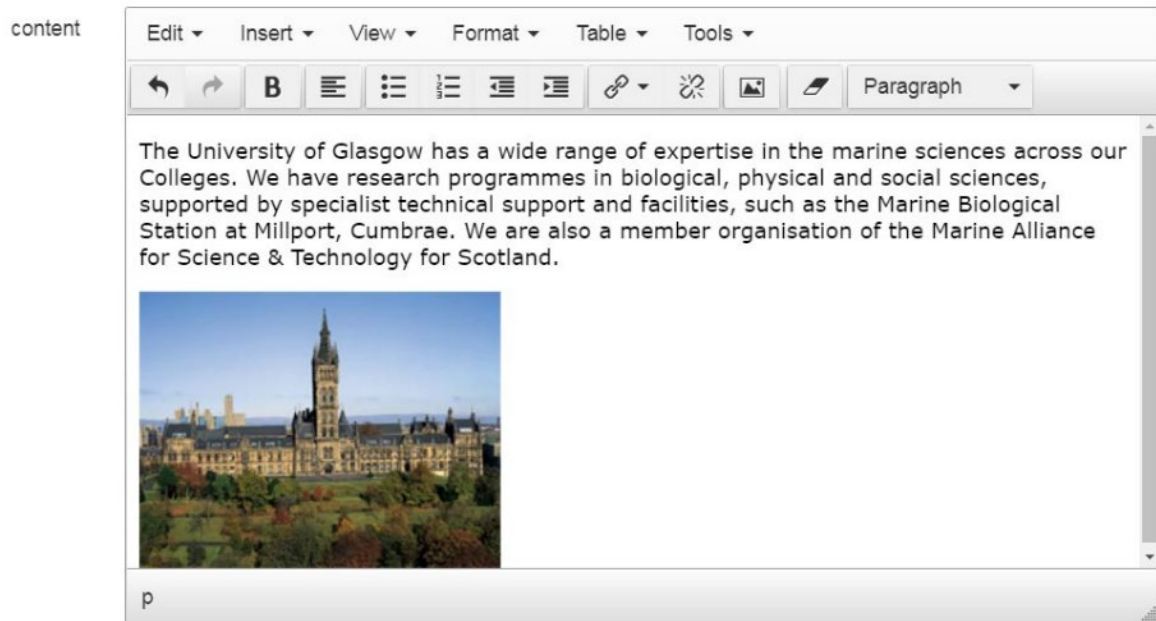 content
Edit Insert View Format Table Tools
B Paragraph
The University of Glasgow has a wide range of expertise in the marine sciences across our
Colleges. We have research programmes in biological, physical and social sciences,
supported by specialist technical support and facilities, such as the Marine Biological
Station at Millport, Cumbrae. We are also a member organisation of the Marine Alliance
for Science & Technology for Scotland.
p